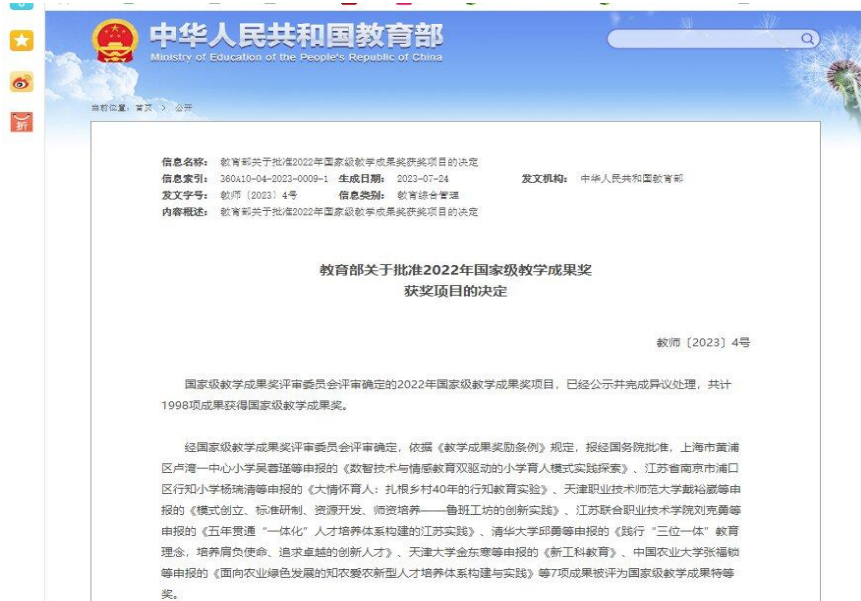 中华人民共和国教育部
Ministry of Education of the People's Republic of China
当前位置：首页 > 公开
折
信息名称： 教育部关于批准2022年国家级教学成果奖获奖项目的决定
信息索引： 360A10-04-2023-0009-1 生成日期： 2023-07-24 发文机构： 中华人民共和国教育部
发文字号： 教师〔2023〕4号 信息类别： 教育综合管理
内容概述： 教育部关于批准2022年国家级教学成果奖获奖项目的决定
教育部关于批准2022年国家级教学成果奖
获奖项目的决定
教师〔2023〕4号
国家级教学成果奖评审委员会评审确定的2022年国家级教学成果奖项目，已经公示并完成异议处理，共计
1998项成果获得国家级教学成果奖。
经国家级教学成果奖评审委员会评审确定，依据《教学成果奖励条例》规定，报经国务院批准，上海市黄浦
区卢湾一中心小学吴蓉瑾等申报的《数智技术与情感教育双驱动的小学育人模式实践探索》、江苏省南京市浦口
区行知小学杨瑞清等申报的《大情怀育人：扎根乡村40年的行知教育实验》、天津职业技术师范大学戴裕崴等申
报的《模式创立、标准研制、资源开发、师资培养——鲁班工坊的创新实践》、江苏联合职业技术学院刘克勇等
申报的《五年贯通“一体化”人才培养体系构建的江苏实践》、清华大学邱勇等申报的《践行“三位一体”教育
理念，培养肩负使命、追求卓越的创新人才》、天津大学金东寒等申报的《新工科教育》、中国农业大学张福锁
等申报的《面向农业绿色发展的知农爱农新型人才培养体系构建与实践》等7项成果被评为国家级教学成果特等
奖。